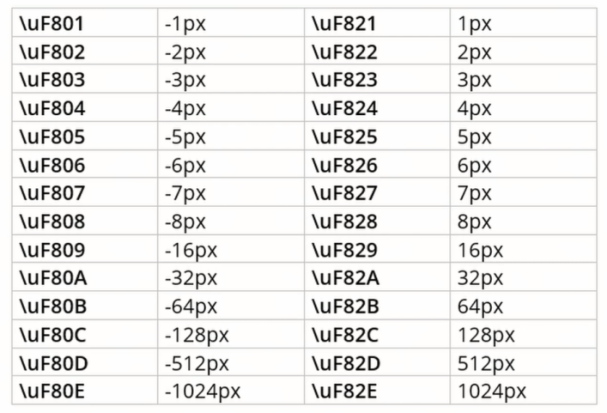 \uF801 -1px \uF821 1px
\uF802 -2px \uF822 2px
\uF803 -3px \uF823 3px
\uF804 -4px \uF824 4px
\uF805 -5px \uF825 5px
\uF806 -6px \uF826 6px
\uF807 -7px \uF827 7px
\uF808 -8px \uF828 8px
\uF809 -16px \uF829 16px
\uF80A -32px \uF82A 32px
\uF80B -64px \uF82B 64px
\uF80C -128px \uF82C 128px
\uF80D -512px \uF82D 512px
\uF80E -1024px \uF82E 1024px